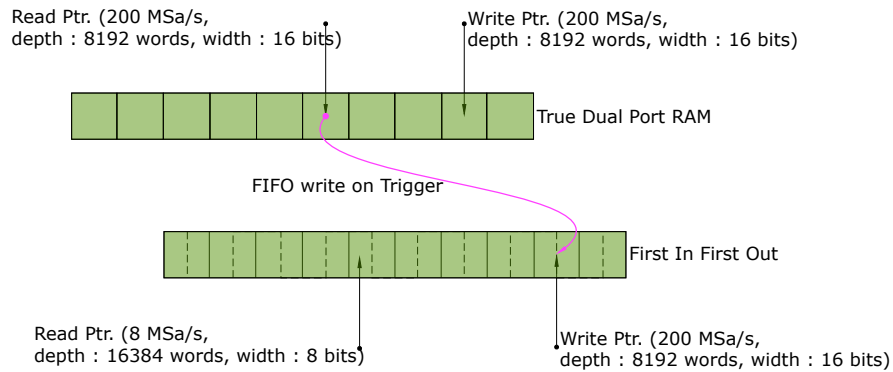 Read Ptr. (200 MSa/s,
depth : 8192 words, width : 16 bits)
Write Ptr. (200 MSa/s,
depth : 8192 words, width : 16 bits)
True Dual Port RAM
FIFO write on Trigger
First In First Out
Read Ptr. (8 MSa/s,
depth : 16384 words, width : 8 bits)
Write Ptr. (200 MSa/s,
depth : 8192 words, width : 16 bits)